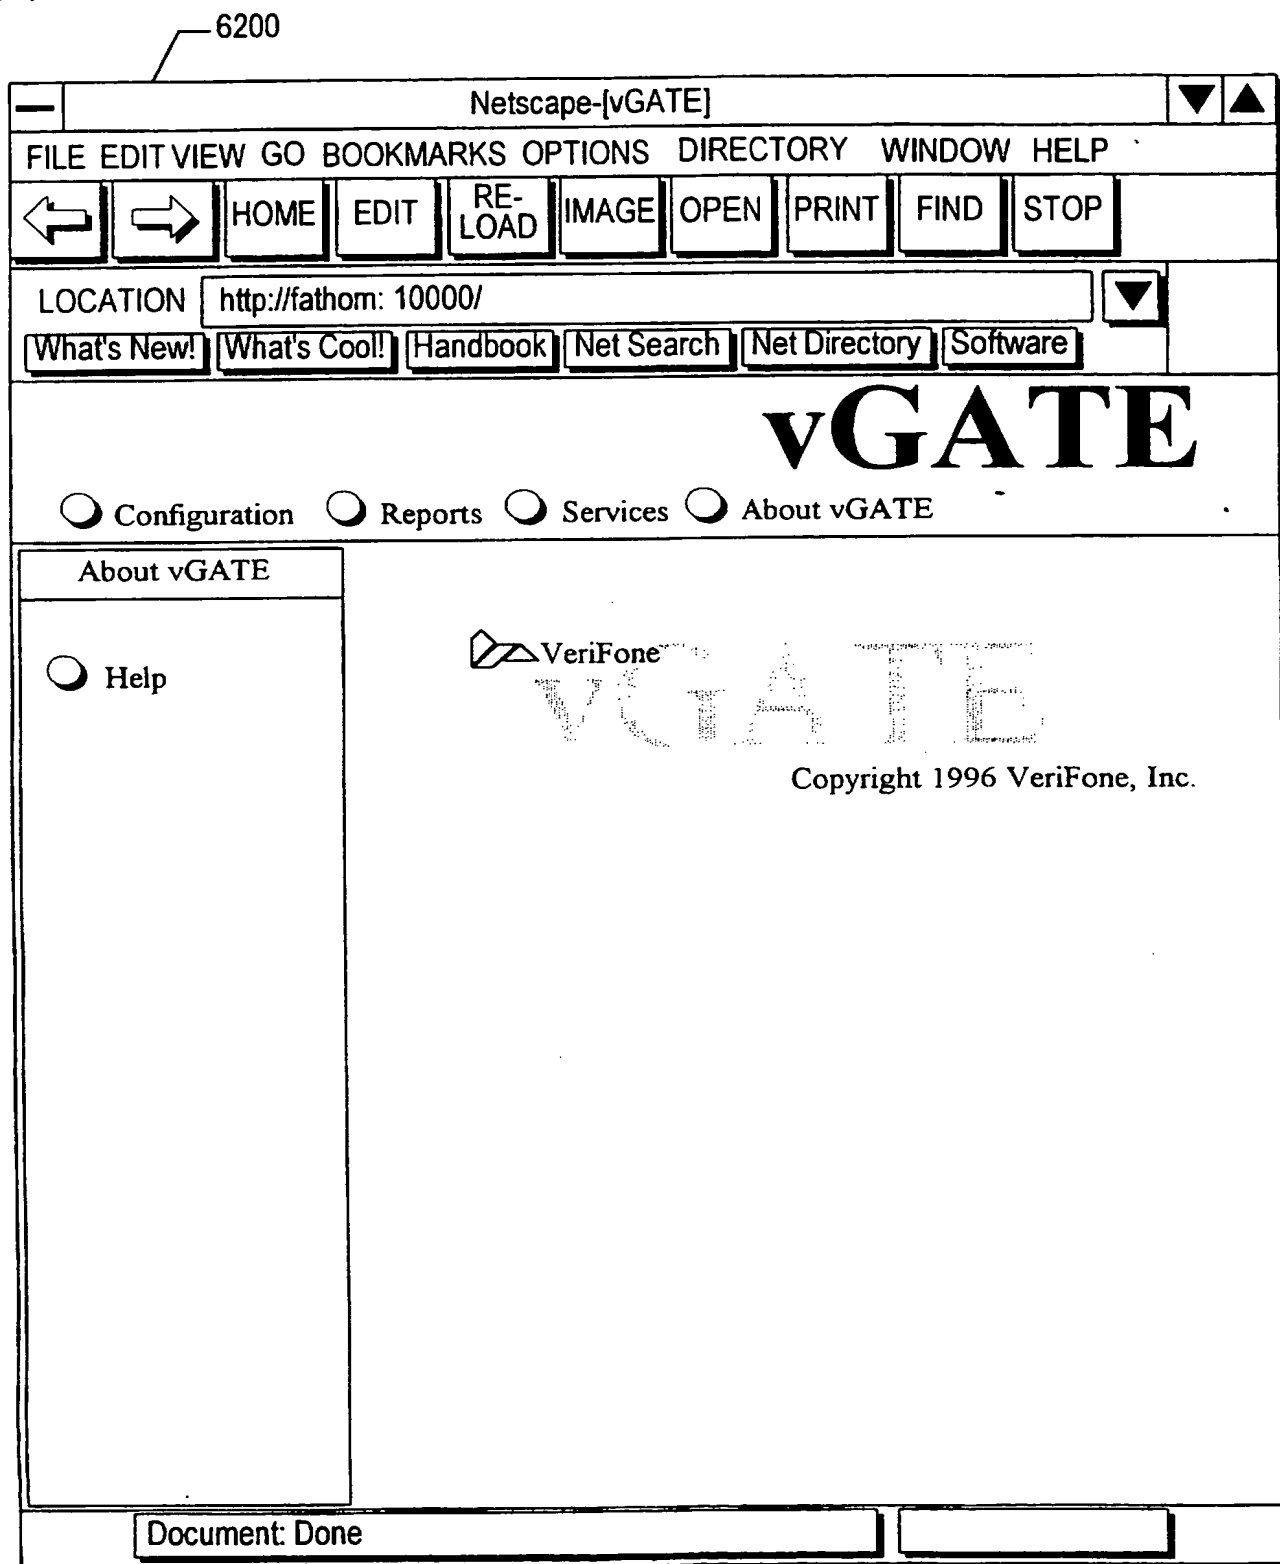 6200
Netscape-[vGATE]
FILE EDIT VIEW GO BOOKMARKS OPTIONS DIRECTORY WINDOW HELP
HOME EDIT RE-LOAD IMAGE OPEN PRINT FIND STOP
LOCATION http://fathom: 10000/
What's New! What's Cool! Handbook Net Search Net Directory Software
vGATE
Configuration Reports Services About vGATE
About vGATE
Help
VeriFone
vGATE
Copyright 1996 VeriFone, Inc.
Document: Done